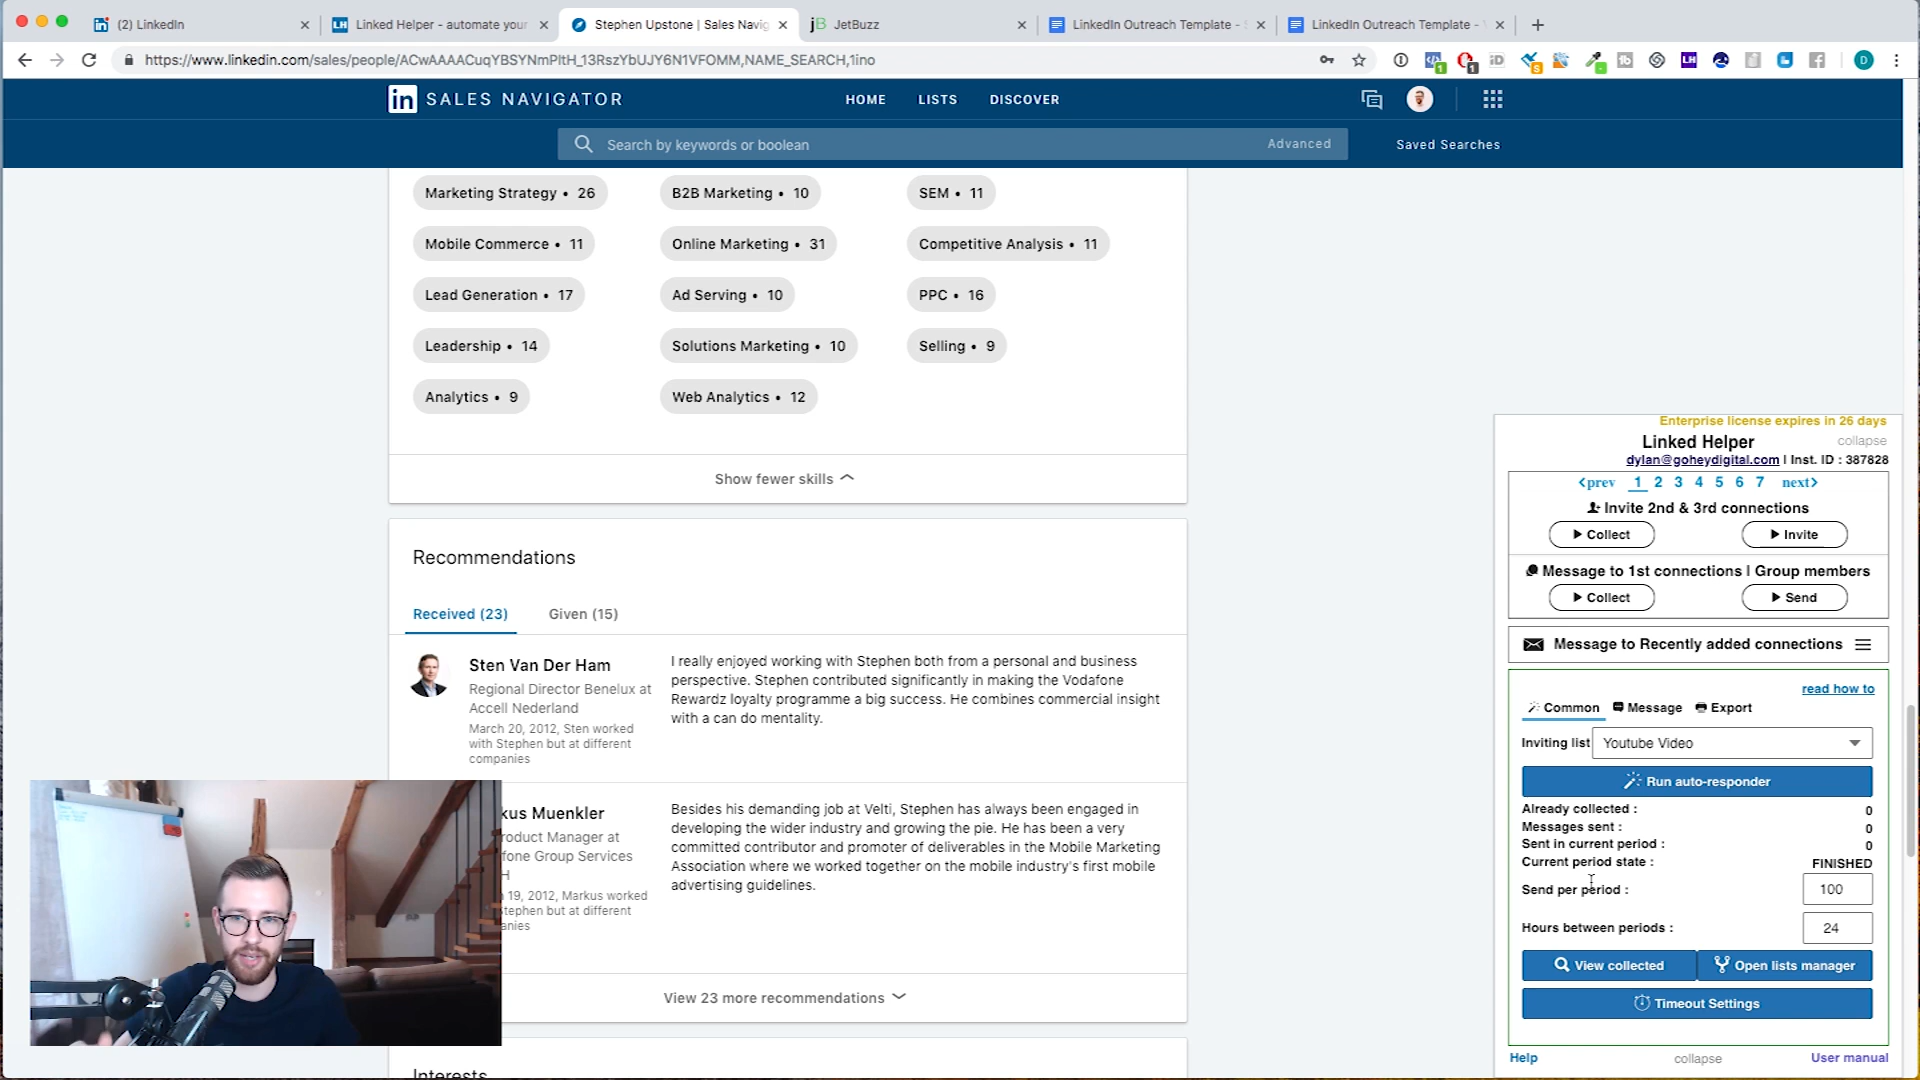 (2) LinkedIn
Linked Helper - automate your
Stephen Upstone | Sales Navig
JetBuzz
LinkedIn Outreach Template -
LinkedIn Outreach Template -
https://www.linkedin.com/sales/people/ACwAAAACuqYBSYNmPltH_13RszYbUJY6N1VFOMM,NAME_SEARCH,1ino
in SALES NAVIGATOR
HOME
LISTS
DISCOVER
Search by keywords or boolean
Advanced
Saved Searches
Marketing Strategy • 26
B2B Marketing • 10
SEM • 11
Mobile Commerce • 11
Online Marketing • 31
Competitive Analysis • 11
Lead Generation • 17
Ad Serving • 10
PPC • 16
Leadership • 14
Solutions Marketing • 10
Selling • 9
Analytics • 9
Web Analytics • 12
Show fewer skills
Recommendations
Received (23)
Given (15)
Sten Van Der Ham
Regional Director Benelux at
Accell Nederland
March 20, 2012, Sten worked
with Stephen but at different
companies
I really enjoyed working with Stephen both from a personal and business
perspective. Stephen contributed significantly in making the Vodafone
Rewardz loyalty programme a big success. He combines commercial insight
with a can do mentality.
kus Muenkler
roduct Manager at
fone Group Services
H
19, 2012, Markus worked
tephen but at different
anies
Besides his demanding job at Velti, Stephen has always been engaged in
developing the wider industry and growing the pie. He has been a very
committed contributor and promoter of deliverables in the Mobile Marketing
Association where we worked together on the mobile industry's first mobile
advertising guidelines.
View 23 more recommendations
Interests
Enterprise license expires in 26 days
Linked Helper
collapse
dylan@goheydigital.com | Inst. ID : 387828
<prev 1 2 3 4 5 6 7 next>
Invite 2nd & 3rd connections
Collect
Invite
Message to 1st connections | Group members
Collect
Send
Message to Recently added connections
read how to
Common
Message
Export
Inviting list
Youtube Video
Run auto-responder
Already collected : 0
Messages sent : 0
Sent in current period : 0
Current period state : FINISHED
Send per period : 100
Hours between periods : 24
View collected
Open lists manager
Timeout Settings
Help
collapse
User manual